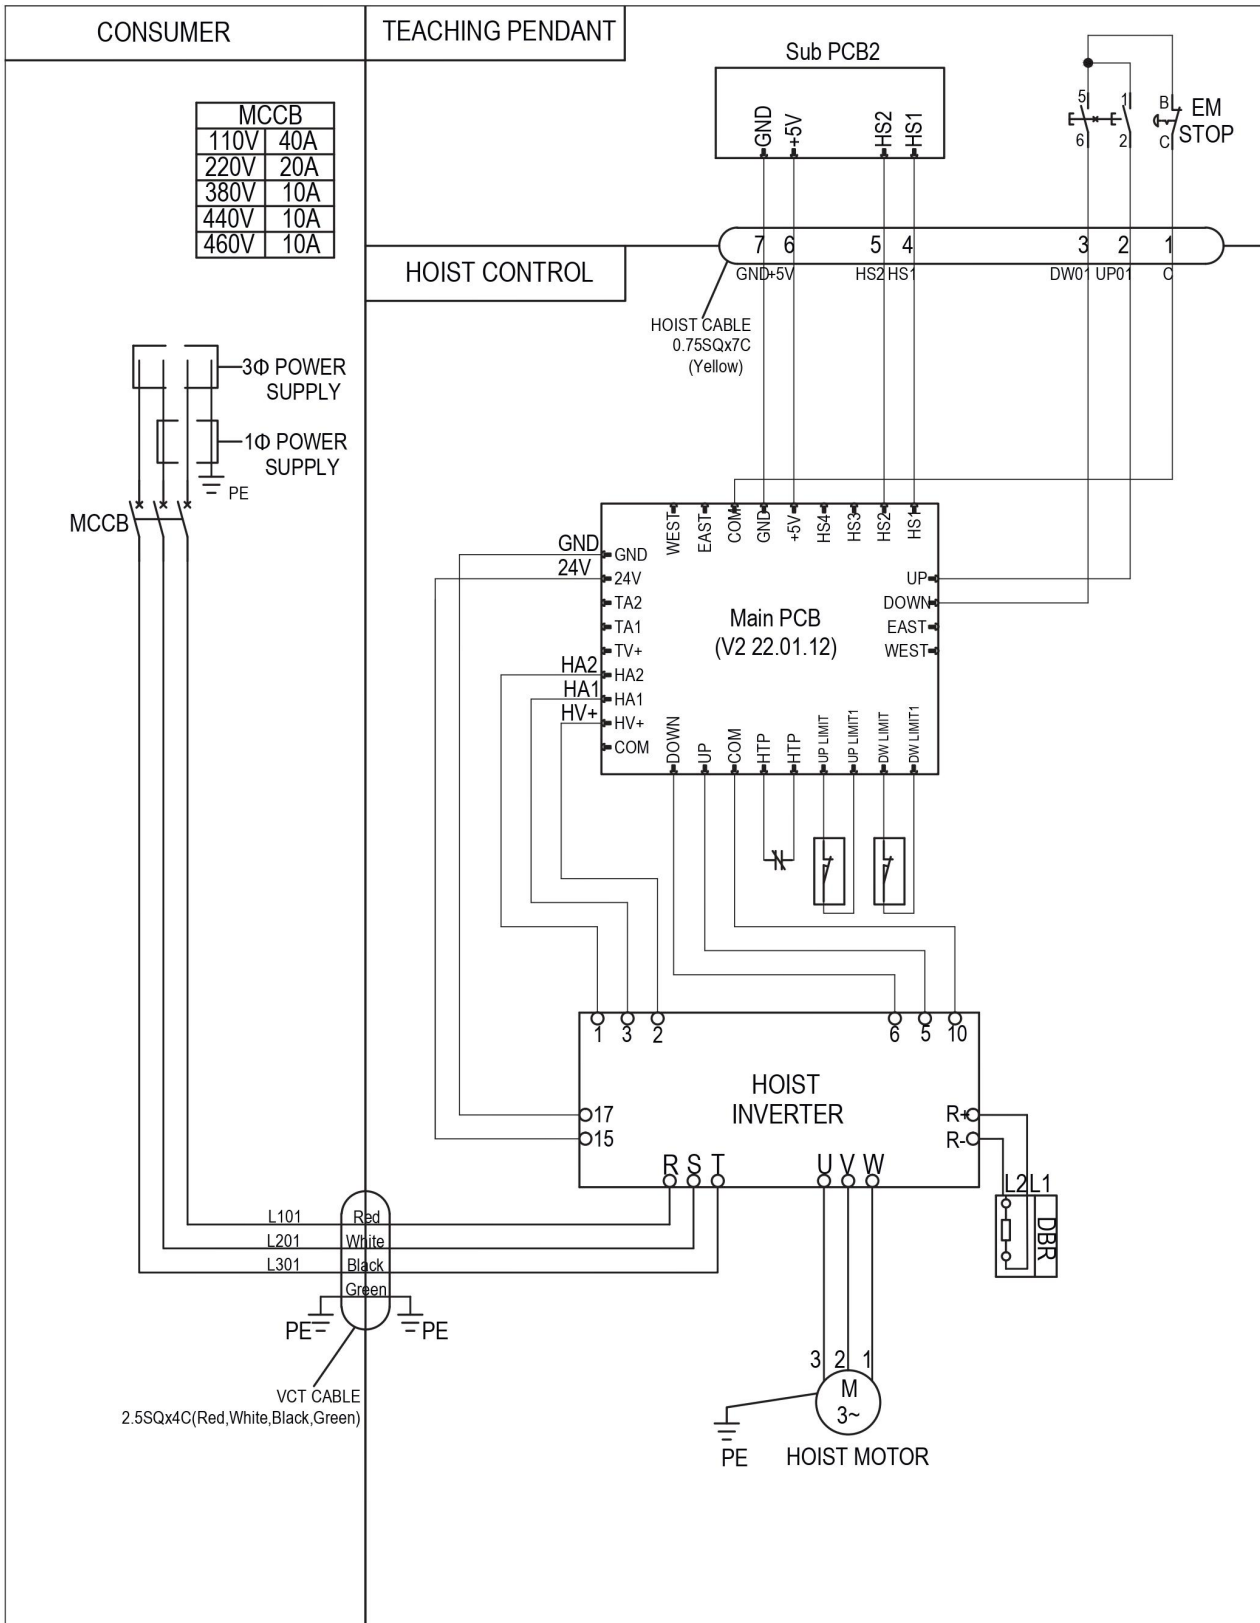 CONSUMER
TEACHING PENDANT
MCCB
110V 40A
220V 20A
380V 10A
440V 10A
460V 10A
Sub PCB2
GND
+5V
HS2
HS1
5
6
1
2
B
C
EM
STOP
7 6 5 4 3 2 1
GND +5V HS2 HS1 DW01 UP01 C
HOIST CONTROL
HOIST CABLE
0.75SQx7C
(Yellow)
3Φ POWER
SUPPLY
1Φ POWER
SUPPLY
PE
MCCB
WEST
EAST
COM
GND
+5V
HS4
HS3
HS2
HS1
GND
24V
HA2
HA1
HV+
GND
24V
TA2
TA1
TV+
HA2
HA1
HV+
COM
Main PCB
(V2 22.01.12)
UP
DOWN
EAST
WEST
DOWN
UP
COM
HTP
HTP
UP LIMIT
UP LIMIT1
DW LIMIT
DW LIMIT1
1 3 2 6 5 10
HOIST
INVERTER
17
15
R+
R-
R S T U V W
L2 L1
DBR
L101 Red
L201 White
L301 Black
Green
PE PE
VCT CABLE
2.5SQx4C(Red,White,Black,Green)
3 2 1
M
3~
PE
HOIST MOTOR